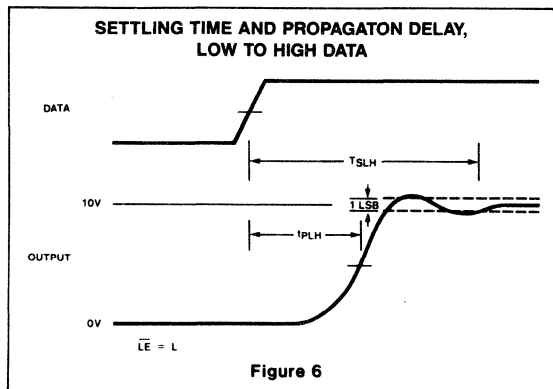 SETTLING TIME AND PROPAGATON DELAY,
LOW TO HIGH DATA
DATA
TSLH
10V
1 LSB
tPLH
OUTPUT
0V
LE = L
Figure 6